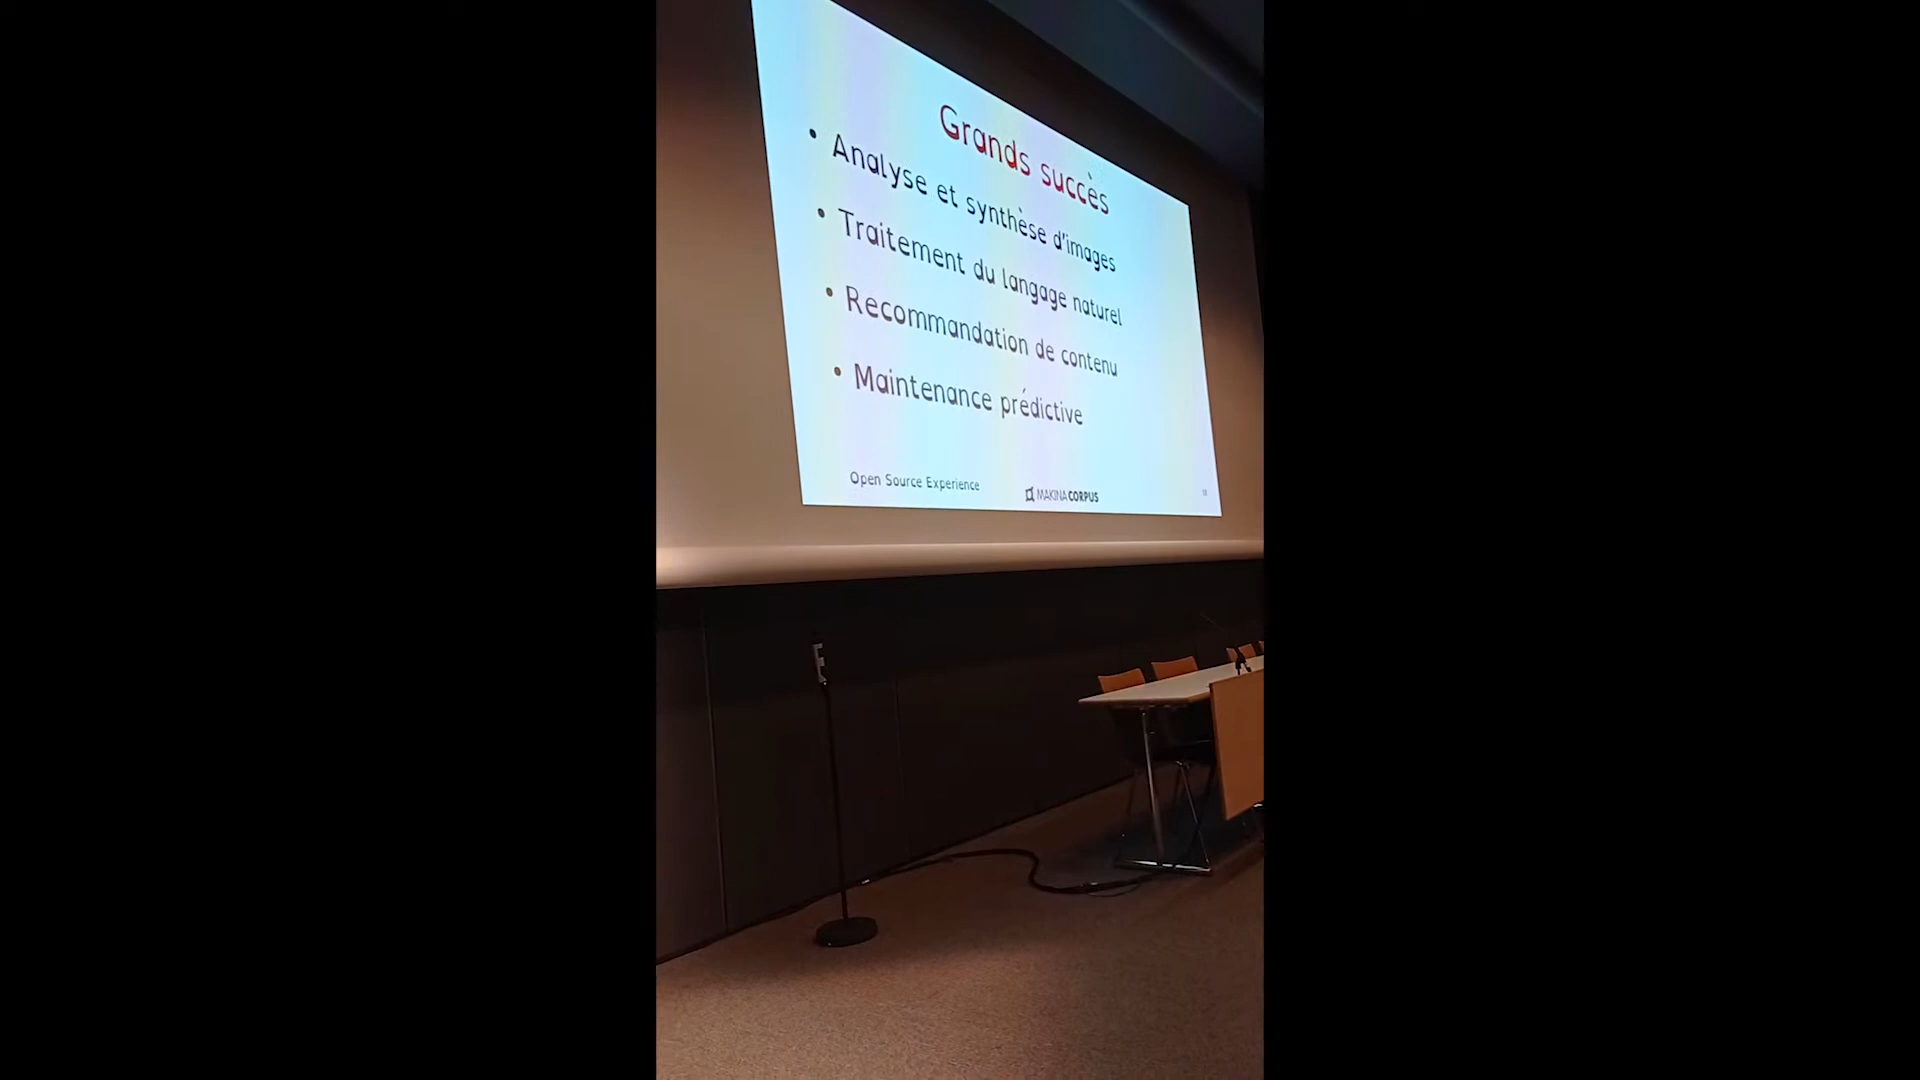 Grands succès
• Analyse et synthèse d'images
• Traitement du langage naturel
• Recommandation de contenu
• Maintenance prédictive
Open Source Experience
MAKINA CORPUS